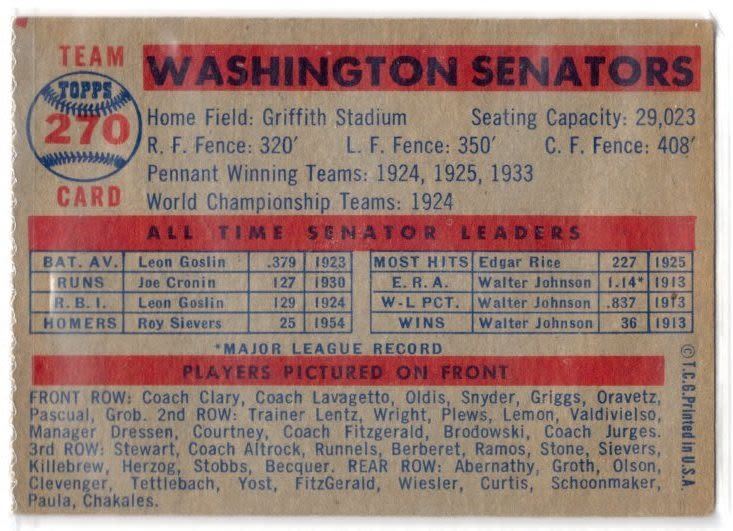 TEAM
TOPPS
270
CARD
WASHINGTON SENATORS
Home Field: Griffith Stadium Seating Capacity: 29,023
R. F. Fence: 320′ L. F. Fence: 350′ C. F. Fence: 408′
Pennant Winning Teams: 1924, 1925, 1933
World Championship Teams: 1924
ALL TIME SENATOR LEADERS
BAT. AV. Leon Goslin .379 1923 MOST HITS Edgar Rice 227 1925
RUNS Joe Cronin 127 1930 E.R.A. Walter Johnson 1.14* 1913
R.B.I. Leon Goslin 129 1924 W-L PCT. Walter Johnson .837 1913
HOMERS Roy Sievers 25 1954 WINS Walter Johnson 36 1913
*MAJOR LEAGUE RECORD
PLAYERS PICTURED ON FRONT
FRONT ROW: Coach Clary, Coach Lavagetto, Oldis, Snyder, Griggs, Oravetz,
Pascual, Grob. 2nd ROW: Trainer Lentz, Wright, Plews, Lemon, Valdivielso,
Manager Dressen, Courtney, Coach Fitzgerald, Brodowski, Coach Jurges.
3rd ROW: Stewart, Coach Altrock, Runnels, Berberet, Ramos, Stone, Sievers,
Killebrew, Herzog, Stobbs, Becquer. REAR ROW: Abernathy, Groth, Olson,
Clevenger, Tettlebach, Yost, FitzGerald, Wiesler, Curtis, Schoonmaker,
Paula, Chakales.
©T.C.G. Printed in U.S.A.